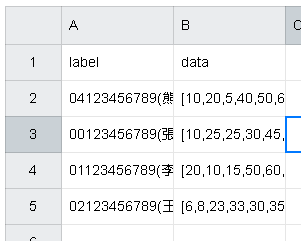 A B C
1 label data
2 04123456789(熊 [10,20,5,40,50,6
3 00123456789(張 [10,25,25,30,45,
4 01123456789(李 [20,10,15,50,60,
5 02123456789(王 [6,8,23,33,30,35
6